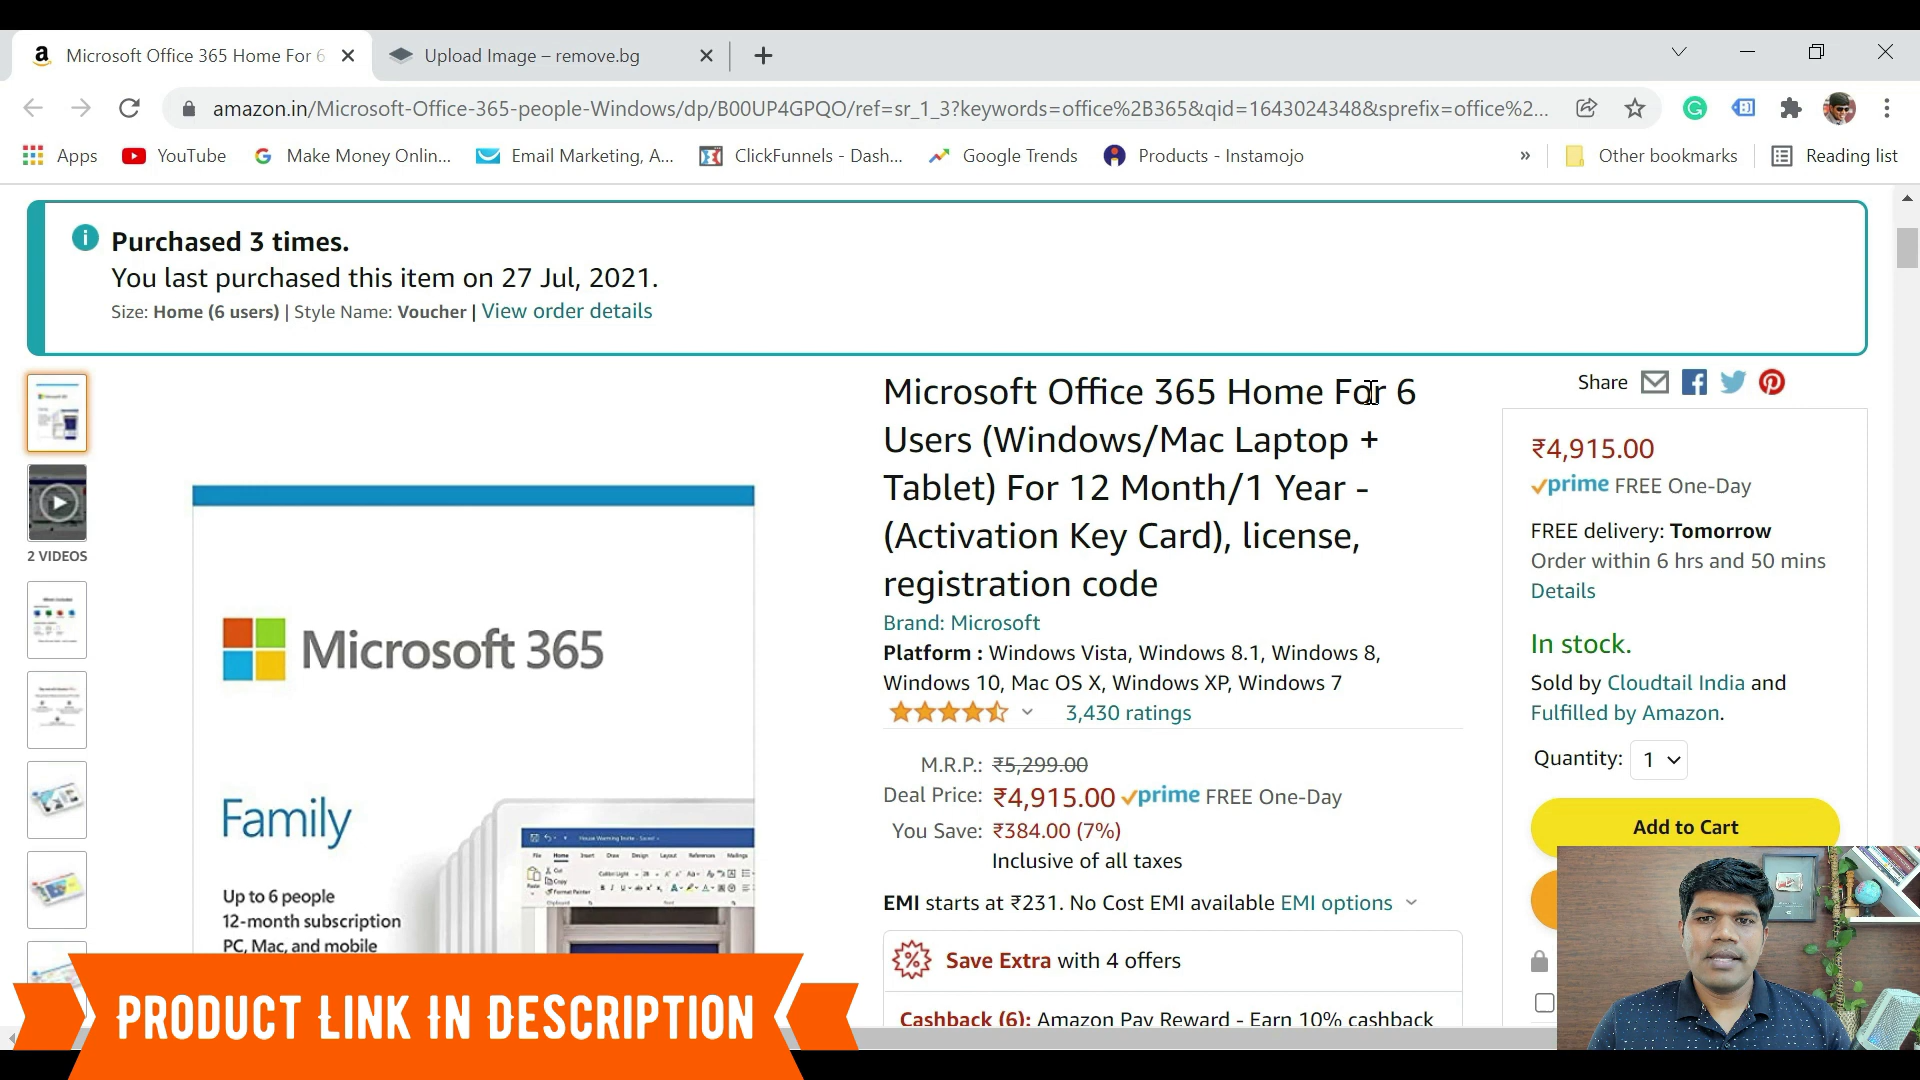 Microsoft Office 365 Home For 6
Upload Image – remove.bg
amazon.in/Microsoft-Office-365-people-Windows/dp/B00UP4GPQO/ref=sr_1_3?keywords=office%2B365&qid=1643024348&sprefix=office%2...
Apps
YouTube
Make Money Onlin...
Email Marketing, A...
ClickFunnels - Dash...
Google Trends
Products - Instamojo
»
Other bookmarks
Reading list
Purchased 3 times.
You last purchased this item on 27 Jul, 2021.
Size: Home (6 users) | Style Name: Voucher | View order details
2 VIDEOS
Microsoft 365
Family
Up to 6 people
12-month subscription
PC, Mac, and mobile
Microsoft Office 365 Home For 6
Users (Windows/Mac Laptop +
Tablet) For 12 Month/1 Year -
(Activation Key Card), license,
registration code
Brand: Microsoft
Platform : Windows Vista, Windows 8.1, Windows 8,
Windows 10, Mac OS X, Windows XP, Windows 7
3,430 ratings
M.R.P.: ₹5,299.00
Deal Price: ₹4,915.00 prime FREE One-Day
You Save: ₹384.00 (7%)
Inclusive of all taxes
EMI starts at ₹231. No Cost EMI available EMI options
Save Extra with 4 offers
Cashback (6): Amazon Pay Reward - Earn 10% cashback
Share
₹4,915.00
prime FREE One-Day
FREE delivery: Tomorrow
Order within 6 hrs and 50 mins
Details
In stock.
Sold by Cloudtail India and
Fulfilled by Amazon.
Quantity: 1
Add to Cart
PRODUCT LINK IN DESCRIPTION